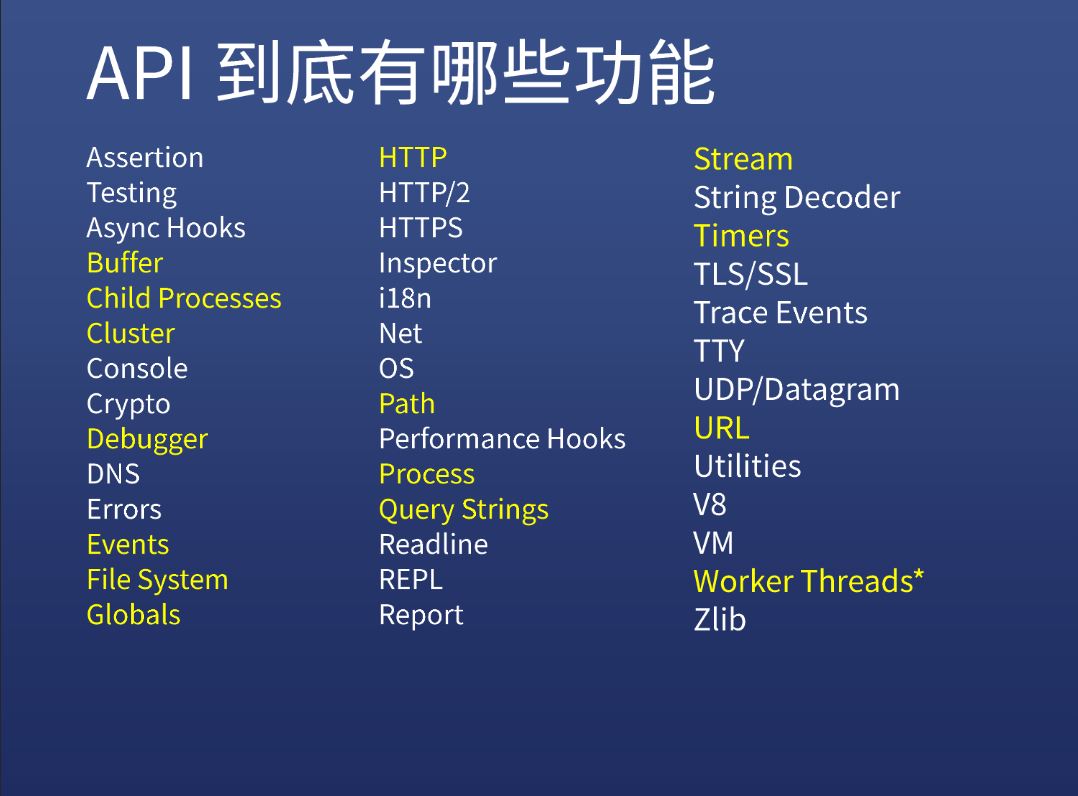 API 到底有哪些功能
Assertion
Testing
Async Hooks
Buffer
Child Processes
Cluster
Console
Crypto
Debugger
DNS
Errors
Events
File System
Globals
HTTP
HTTP/2
HTTPS
Inspector
i18n
Net
OS
Path
Performance Hooks
Process
Query Strings
Readline
REPL
Report
Stream
String Decoder
Timers
TLS/SSL
Trace Events
TTY
UDP/Datagram
URL
Utilities
V8
VM
Worker Threads*
Zlib